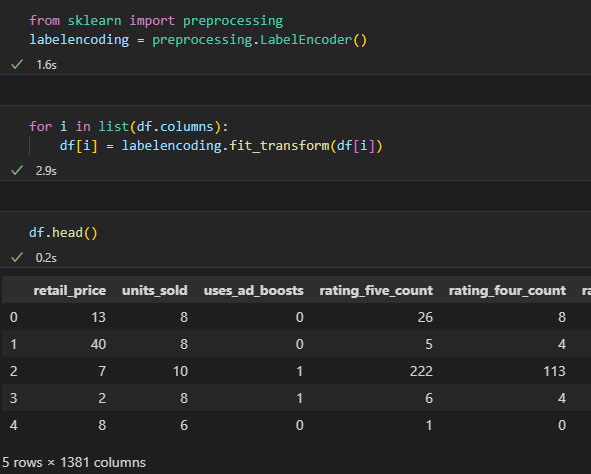 from sklearn import preprocessing
labelencoding = preprocessing.LabelEncoder()
1.6s
for i in list(df.columns):
    df[i] = labelencoding.fit_transform(df[i])
2.9s
df.head()
0.2s
retail_price units_sold uses_ad_boosts rating_five_count rating_four_count ra
0 13 8 0 26 8
1 40 8 0 5 4
2 7 10 1 222 113
3 2 8 1 6 4
4 8 6 0 1 0
5 rows × 1381 columns